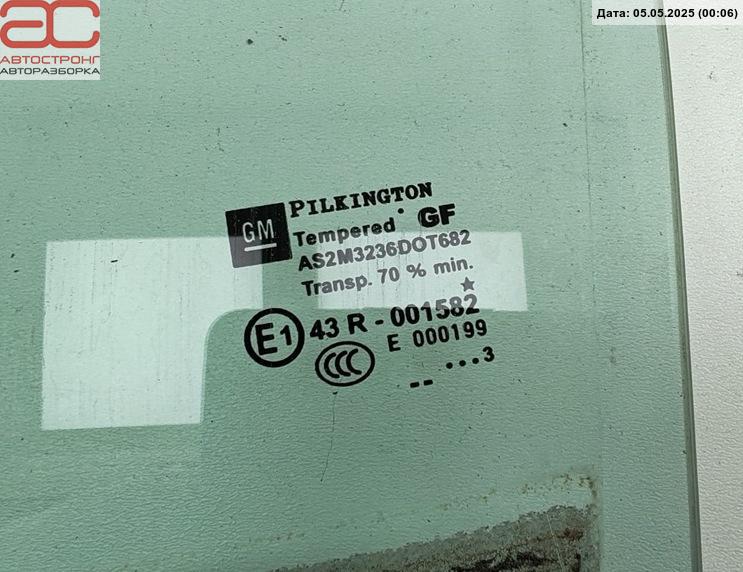 Дата: 05.05.2025 (00:06)
АС
АВТОСТРОНГ
АВТОРАЗБОРКА
PILKINGTON
GM
Tempered GF
AS2M3236DOT682
Transp. 70 % min.
E1 43 R - 001582
CCC E 000199
-- ...3